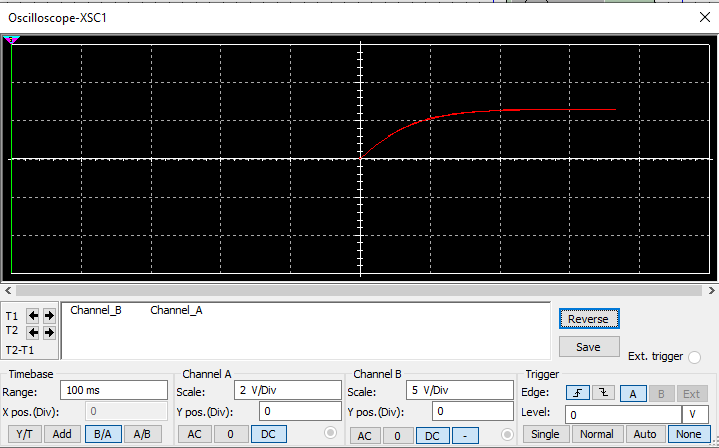 Oscilloscope-XSC1
T1
T2
T2-T1
Channel_B Channel_A
Reverse
Save
Ext. trigger
Timebase
Range: 100 ms
X pos.(Div): 0
Y/T Add B/A A/B
Channel A
Scale: 2 V/Div
Y pos.(Div): 0
AC 0 DC
Channel B
Scale: 5 V/Div
Y pos.(Div): 0
AC 0 DC -
Trigger
Edge: A B Ext
Level: 0 V
Single Normal Auto None